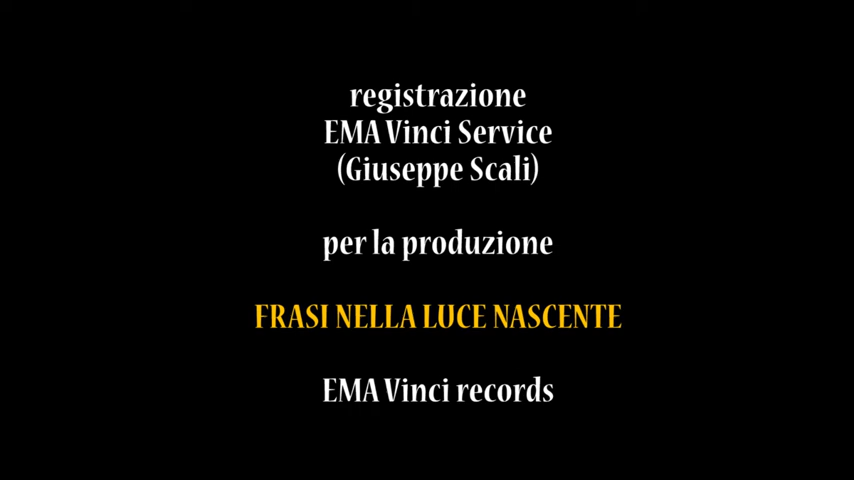 registrazione
EMA Vinci Service
(Giuseppe Scali)
per la produzione
FRASI NELLA LUCE NASCENTE
EMA Vinci records